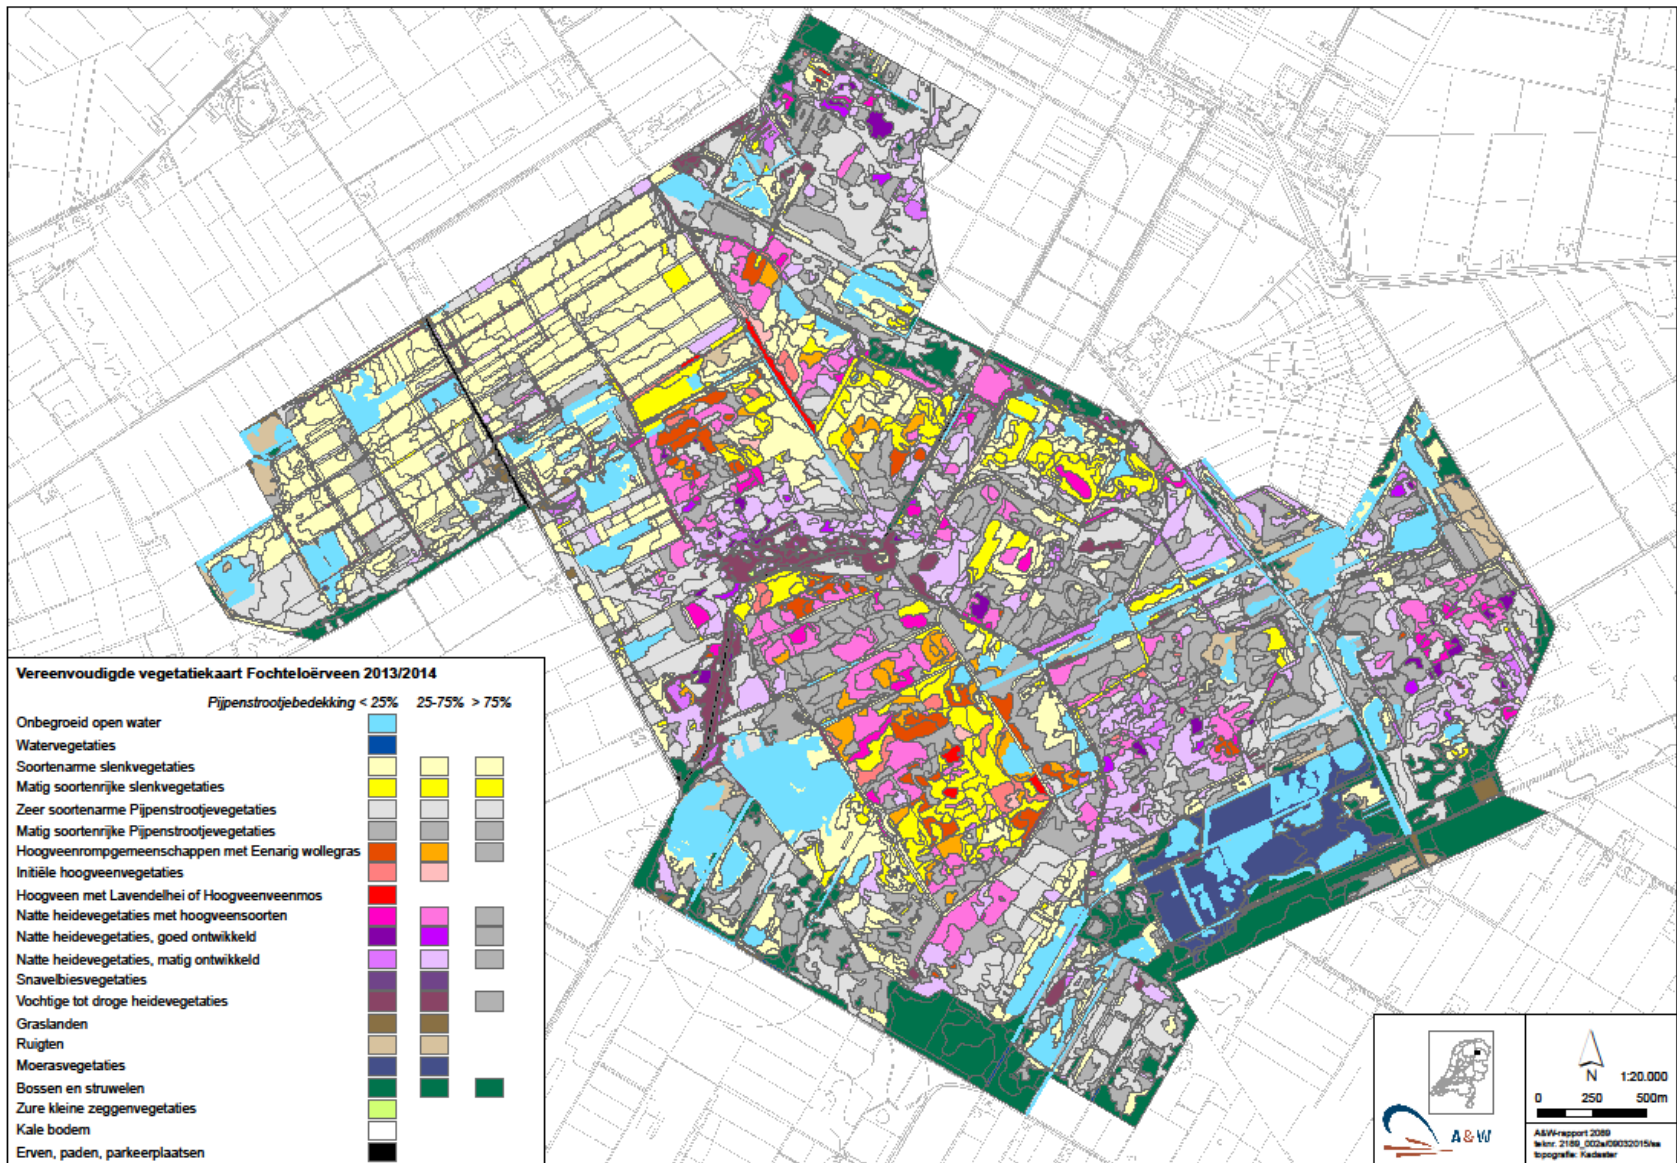 Vereenvoudigde vegetatiekaart Fochteloërveen 2013/2014
Pijpenstrootjebedekking < 25% 25-75% > 75%
Onbegroeid open water
Watervegetaties
Soortenarme slenkvegetaties
Matig soortenrijke slenkvegetaties
Zeer soortenarme Pijpenstrootjevegetaties
Matig soortenrijke Pijpenstrootjevegetaties
Hoogveenrompgemeenschappen met Eenarig wollegras
Initiële hoogveenvegetaties
Hoogveen met Lavendelhei of Hoogveenveenmos
Natte heidevegetaties met hoogveensoorten
Natte heidevegetaties, goed ontwikkeld
Natte heidevegetaties, matig ontwikkeld
Snavelbiesvegetaties
Vochtige tot droge heidevegetaties
Graslanden
Ruigten
Moerasvegetaties
Bossen en struwelen
Zure kleine zeggenvegetaties
Kale bodem
Erven, paden, parkeerplaatsen
A&W
N
1:20.000
0 250 500m
A&W-rapport 2089
teknr. 2189_002a/09032015/aa
topografie: Kadaster